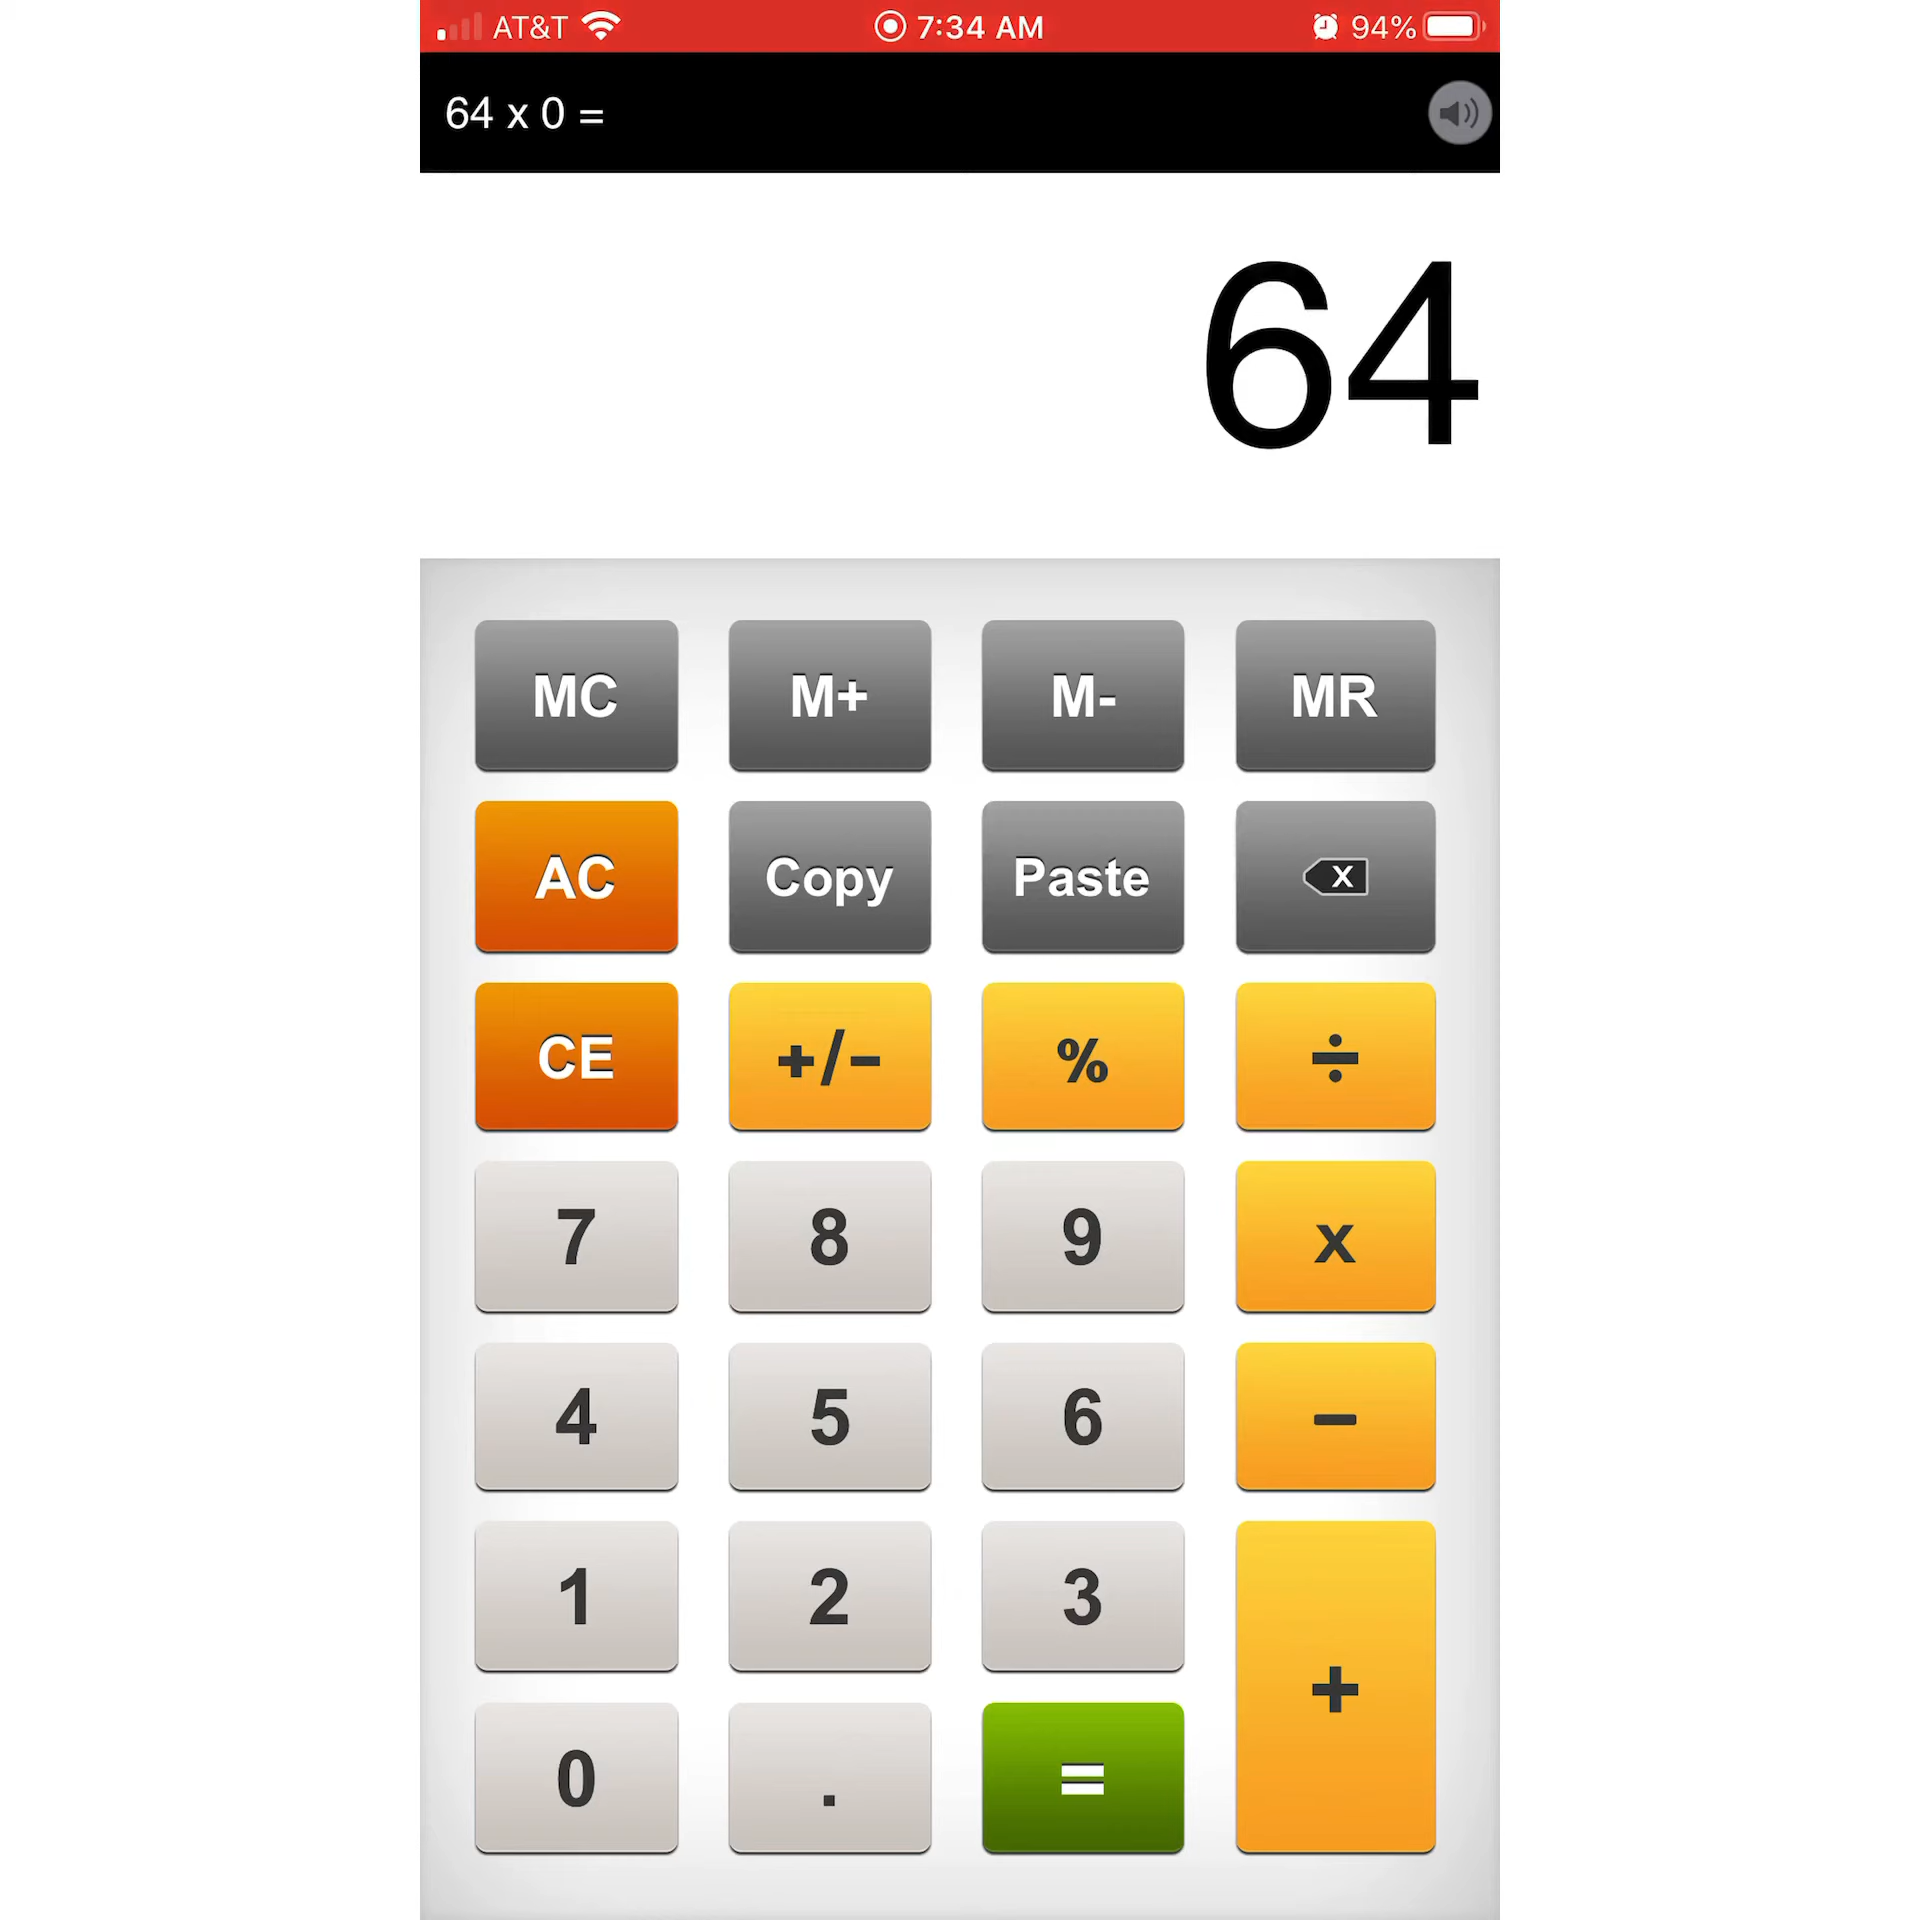 AT&T 7:34 AM 94%
64 x 0 =
64
MC M+ M- MR
AC Copy Paste X
CE +/- % ÷
7 8 9 x
4 5 6 −
1 2 3
+
0 . =